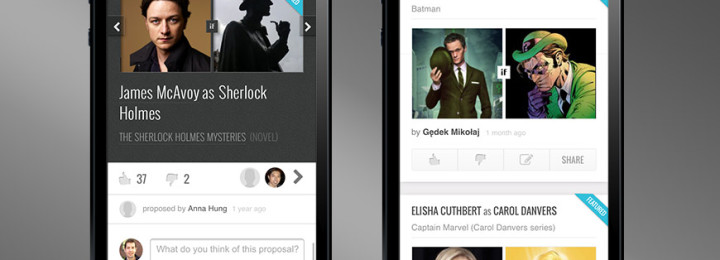 if
James McAvoy as Sherlock
Holmes
THE SHERLOCK HOLMES MYSTERIES (NOVEL)
37
2
proposed by Anna Hung 1 year ago
What do you think of this proposal?
Batman
if
by Gędek Mikołaj 1 month ago
SHARE
FEATURED
ELISHA CUTHBERT as CAROL DANVERS
Captain Marvel (Carol Danvers series)